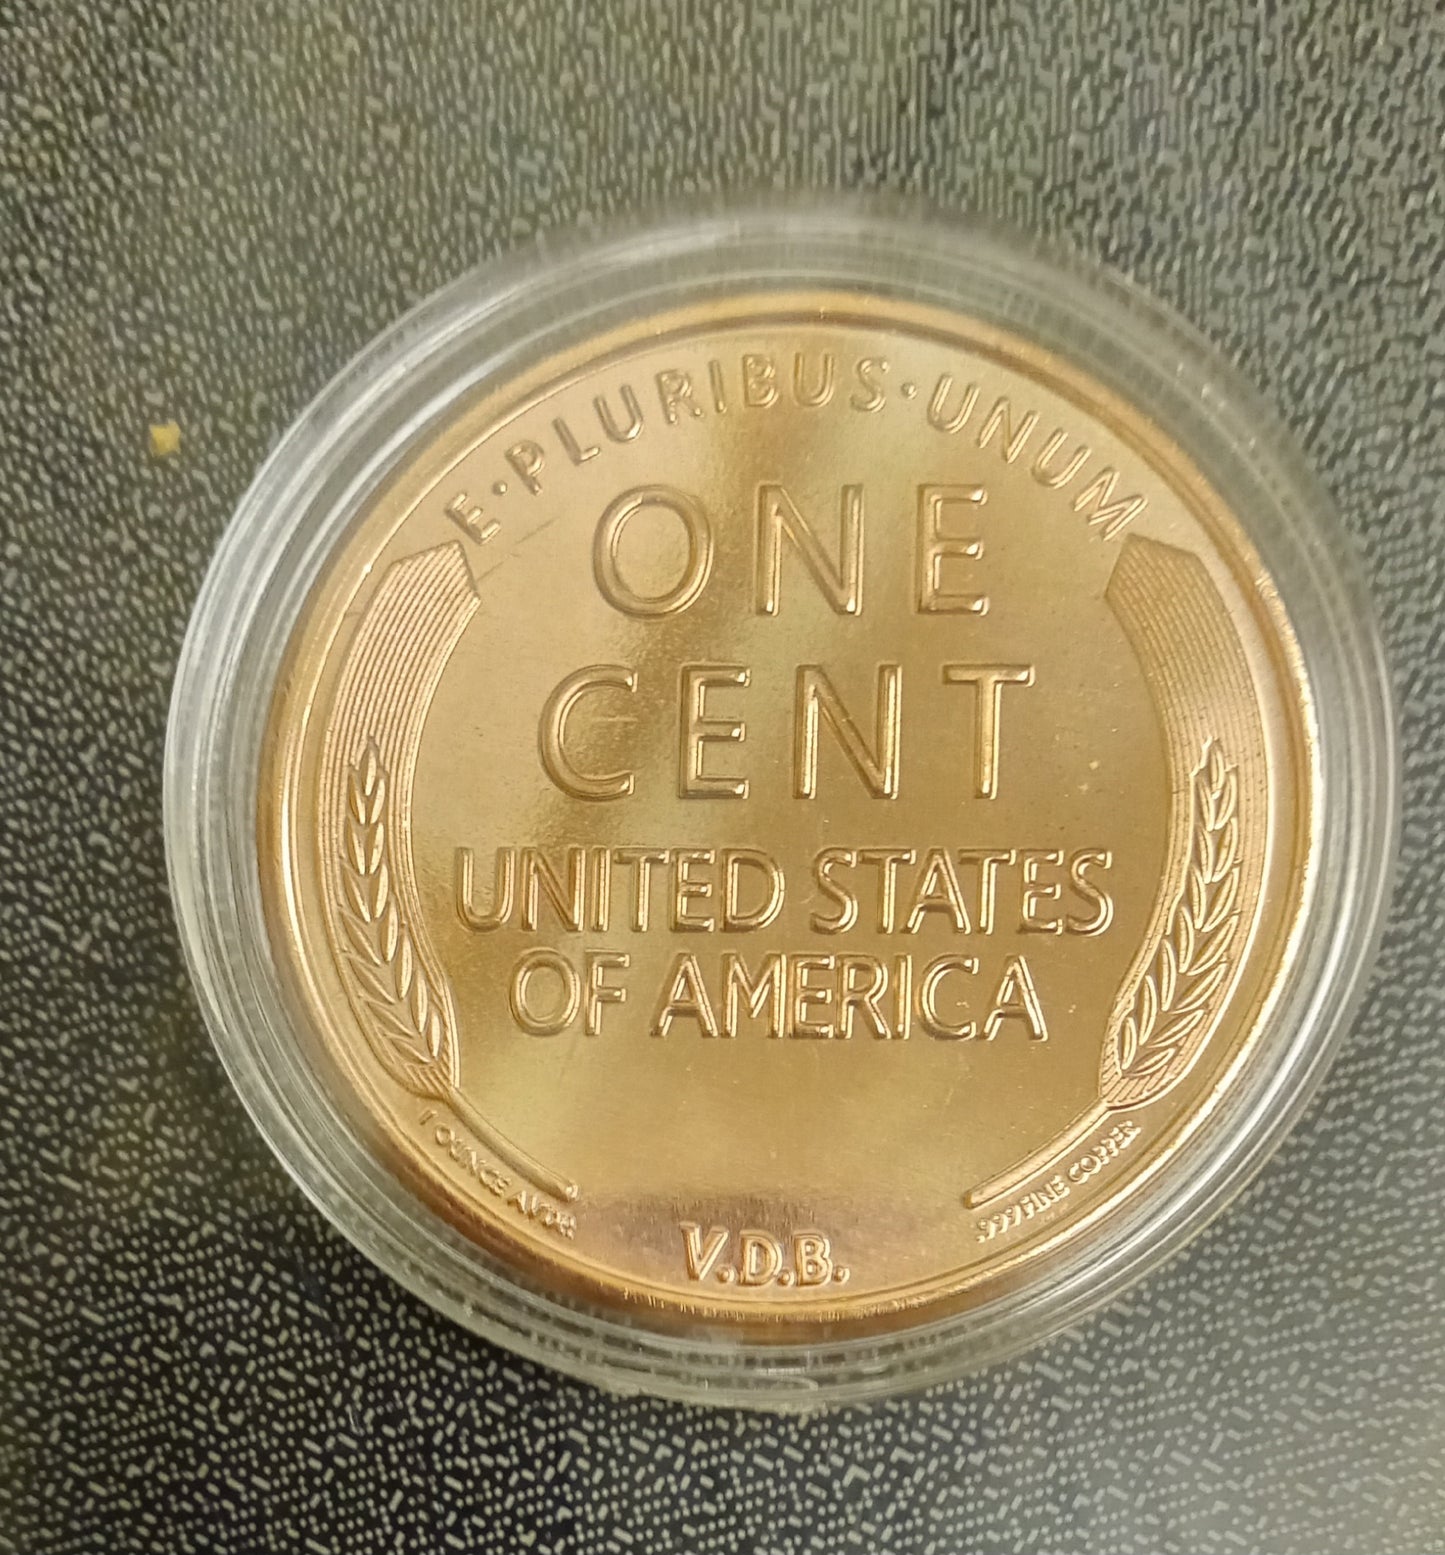 E·PLURIBUS·UNUM
ONE
CENT
UNITED STATES
OF AMERICA
1 OUNCE AVDP.
.999 FINE COPPER
V.D.B.